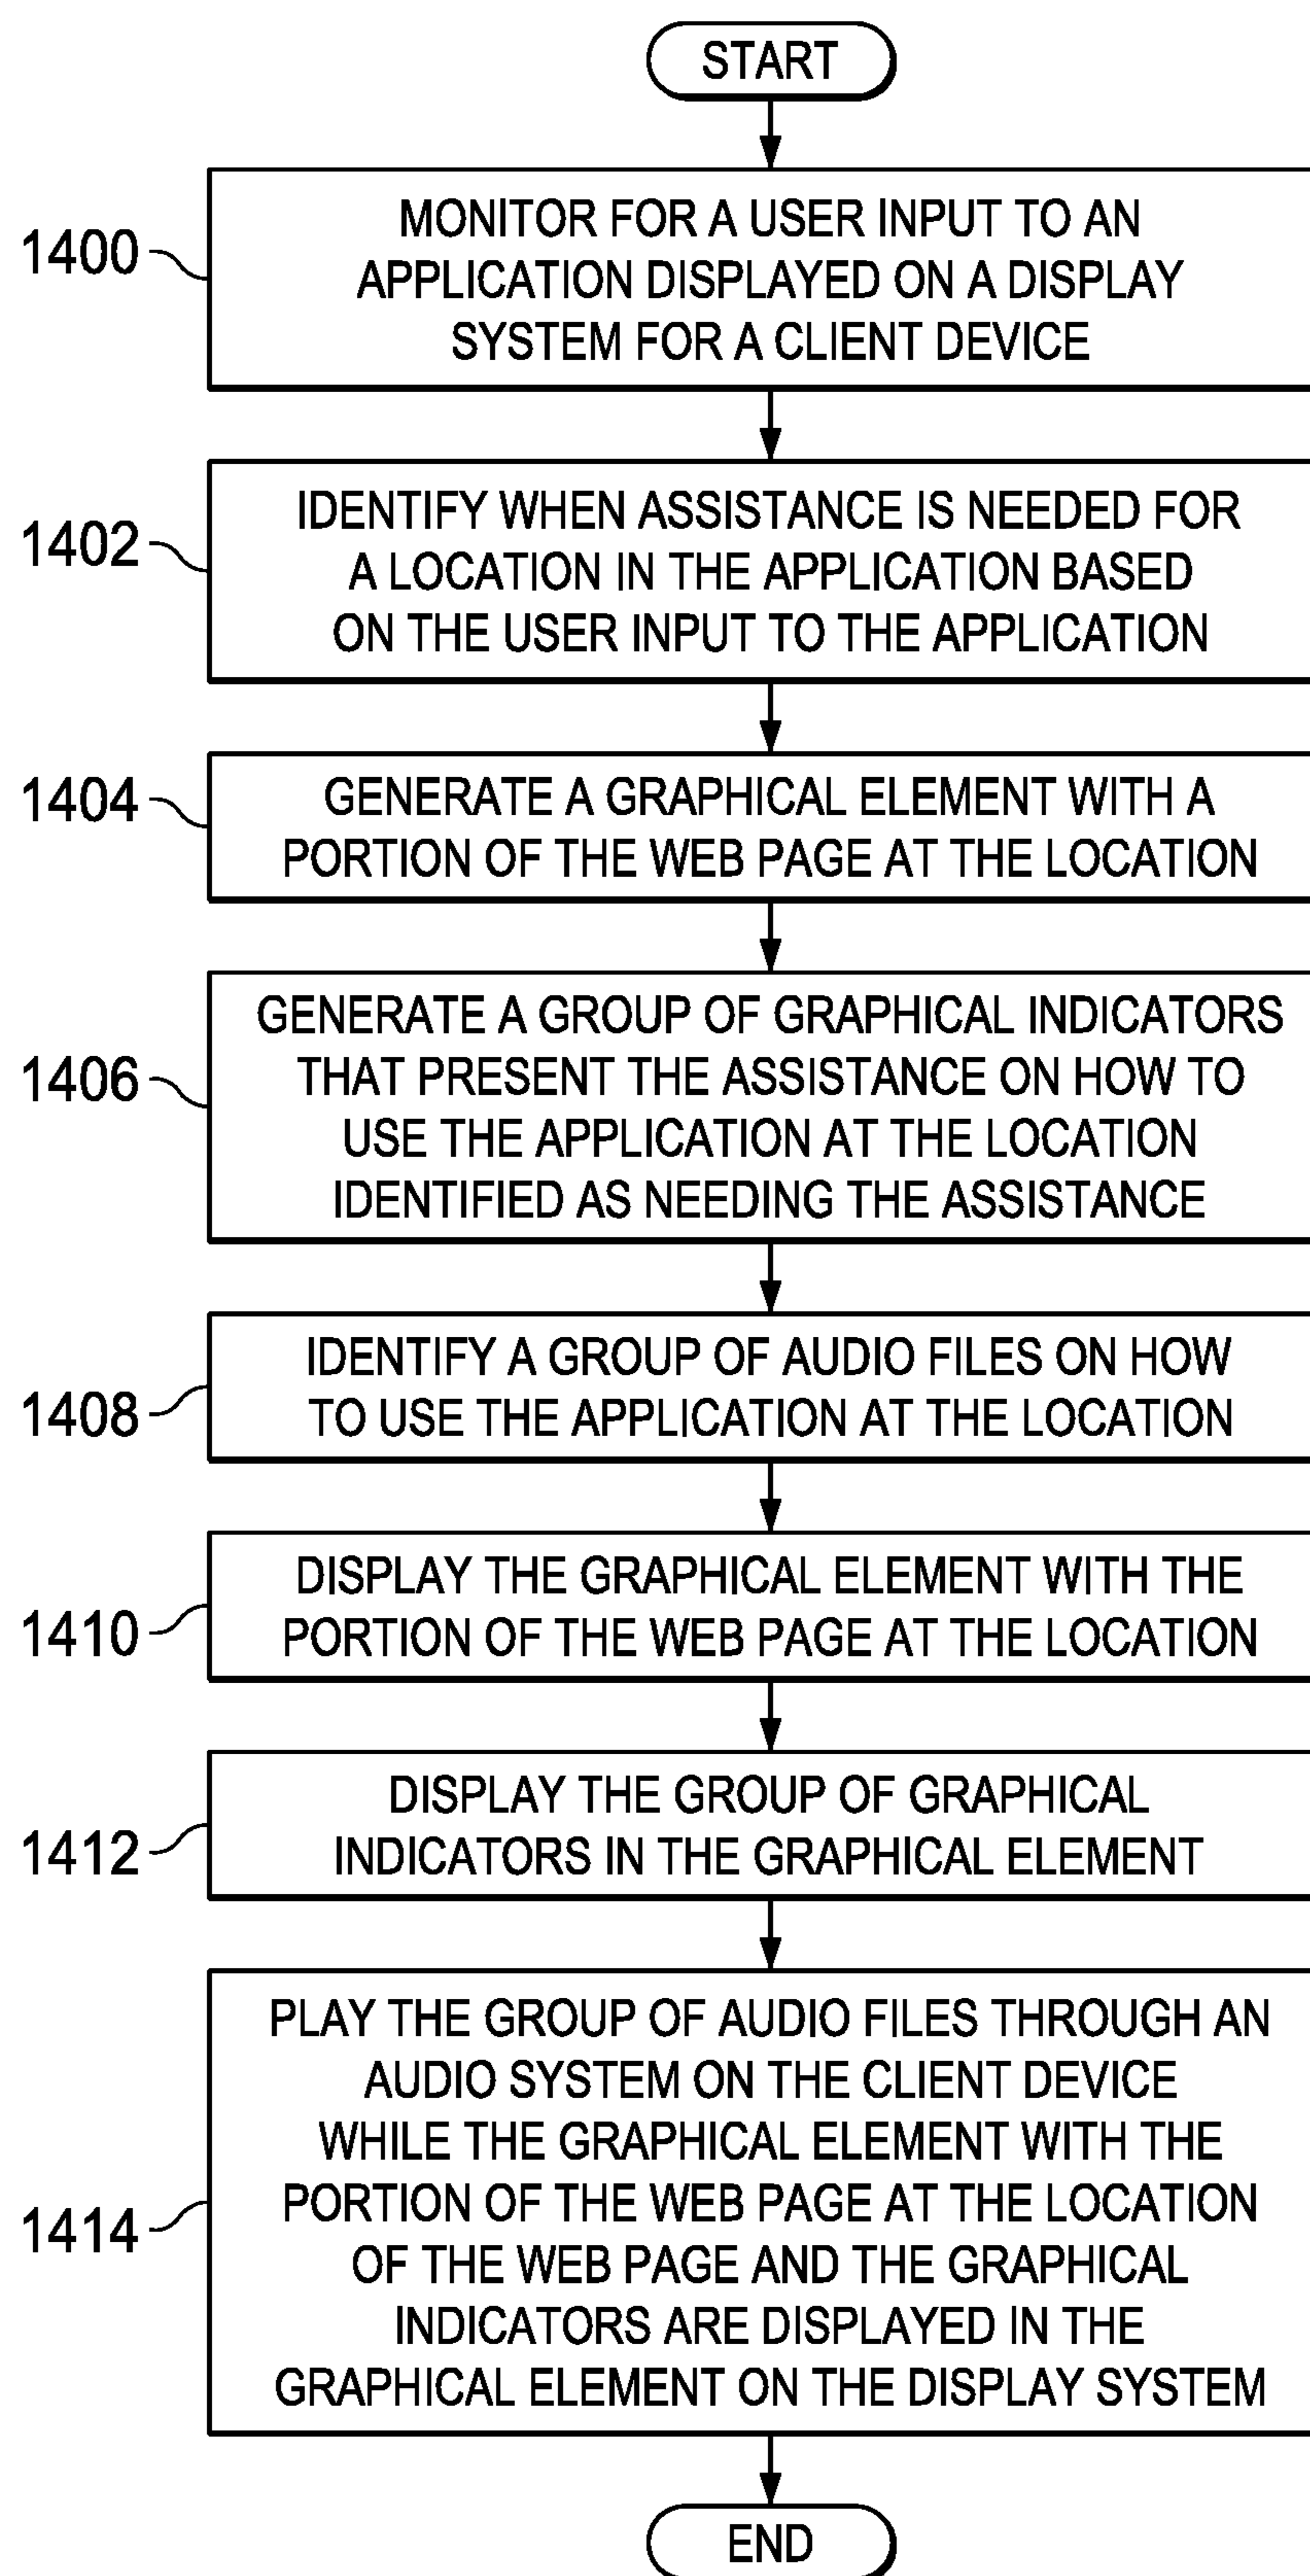 START
1400
MONITOR FOR A USER INPUT TO AN
APPLICATION DISPLAYED ON A DISPLAY
SYSTEM FOR A CLIENT DEVICE
1402
IDENTIFY WHEN ASSISTANCE IS NEEDED FOR
A LOCATION IN THE APPLICATION BASED
ON THE USER INPUT TO THE APPLICATION
1404
GENERATE A GRAPHICAL ELEMENT WITH A
PORTION OF THE WEB PAGE AT THE LOCATION
1406
GENERATE A GROUP OF GRAPHICAL INDICATORS
THAT PRESENT THE ASSISTANCE ON HOW TO
USE THE APPLICATION AT THE LOCATION
IDENTIFIED AS NEEDING THE ASSISTANCE
1408
IDENTIFY A GROUP OF AUDIO FILES ON HOW
TO USE THE APPLICATION AT THE LOCATION
1410
DISPLAY THE GRAPHICAL ELEMENT WITH THE
PORTION OF THE WEB PAGE AT THE LOCATION
1412
DISPLAY THE GROUP OF GRAPHICAL
INDICATORS IN THE GRAPHICAL ELEMENT
1414
PLAY THE GROUP OF AUDIO FILES THROUGH AN
AUDIO SYSTEM ON THE CLIENT DEVICE
WHILE THE GRAPHICAL ELEMENT WITH THE
PORTION OF THE WEB PAGE AT THE LOCATION
OF THE WEB PAGE AND THE GRAPHICAL
INDICATORS ARE DISPLAYED IN THE
GRAPHICAL ELEMENT ON THE DISPLAY SYSTEM
END